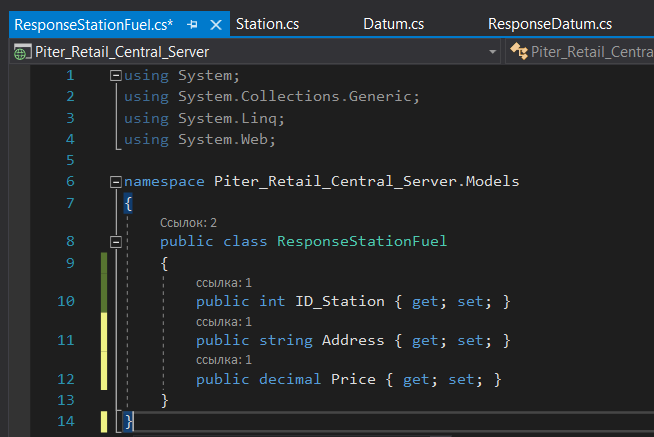 ResponseStationFuel.cs* Station.cs Datum.cs ResponseDatum.cs
Piter_Retail_Central_Server Piter_Retail_Centra
1 using System;
2 using System.Collections.Generic;
3 using System.Linq;
4 using System.Web;
5
6 namespace Piter_Retail_Central_Server.Models
7 {
Ссылок: 2
8 public class ResponseStationFuel
9 {
ссылка: 1
10 public int ID_Station { get; set; }
ссылка: 1
11 public string Address { get; set; }
ссылка: 1
12 public decimal Price { get; set; }
13 }
14 }